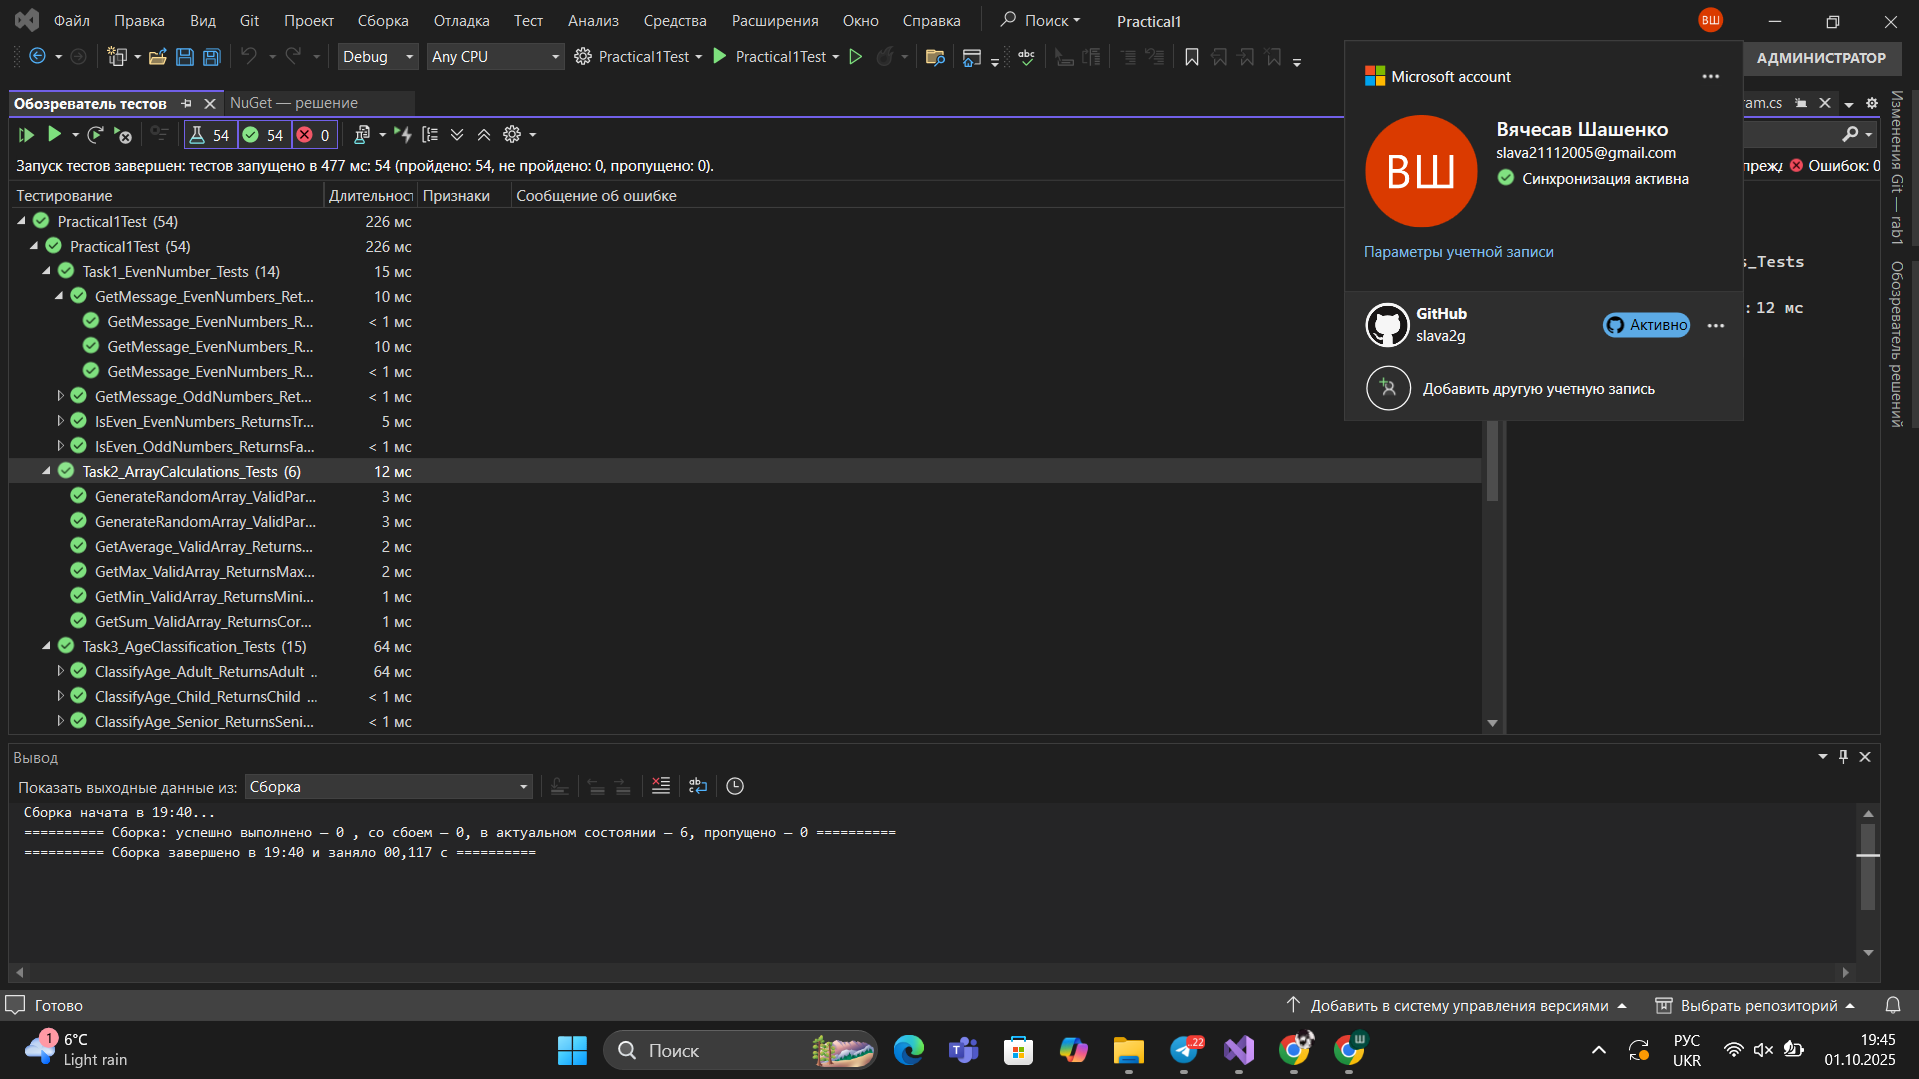 Файл Правка Вид Git Проект Сборка Отладка Тест Анализ Средства Расширения Окно Справка Поиск Practical1 ВШ
Debug Any CPU Practical1Test Practical1Test АДМИНИСТРАТОР
Обозреватель тестов NuGet — решение
54 54 0
Запуск тестов завершен: тестов запущено в 477 мс: 54 (пройдено: 54, не пройдено: 0, пропущено: 0).
Ошибок: 0
Тестирование Длительност Признаки Сообщение об ошибке
Practical1Test (54) 226 мс
Practical1Test (54) 226 мс
Task1_EvenNumber_Tests (14) 15 мс
GetMessage_EvenNumbers_Ret... 10 мс
GetMessage_EvenNumbers_R... < 1 мс
GetMessage_EvenNumbers_R... 10 мс
GetMessage_EvenNumbers_R... < 1 мс
GetMessage_OddNumbers_Ret... < 1 мс
IsEven_EvenNumbers_ReturnsTr... 5 мс
IsEven_OddNumbers_ReturnsFa... < 1 мс
Task2_ArrayCalculations_Tests (6) 12 мс
GenerateRandomArray_ValidPar... 3 мс
GenerateRandomArray_ValidPar... 3 мс
GetAverage_ValidArray_Returns... 2 мс
GetMax_ValidArray_ReturnsMax... 2 мс
GetMin_ValidArray_ReturnsMini... 1 мс
GetSum_ValidArray_ReturnsCor... 1 мс
Task3_AgeClassification_Tests (15) 64 мс
ClassifyAge_Adult_ReturnsAdult .. 64 мс
ClassifyAge_Child_ReturnsChild ... < 1 мс
ClassifyAge_Senior_ReturnsSeni... < 1 мс
Microsoft account
ВШ
Вячесав Шашенко
slava21112005@gmail.com
Синхронизация активна
Параметры учетной записи
GitHub
slava2g
Активно
Добавить другую учетную запись
am.cs
s_Tests
: 12 мс
Изменения Git — rab1
Обозреватель решений
Вывод
Показать выходные данные из: Сборка
Сборка начата в 19:40...
========== Сборка: успешно выполнено – 0 , со сбоем – 0, в актуальном состоянии – 6, пропущено – 0 ==========
========== Сборка завершено в 19:40 и заняло 00,117 с ==========
Готово Добавить в систему управления версиями Выбрать репозиторий
1 6°C
Light rain
Поиск
22
Ш
РУС
UKR
19:45
01.10.2025